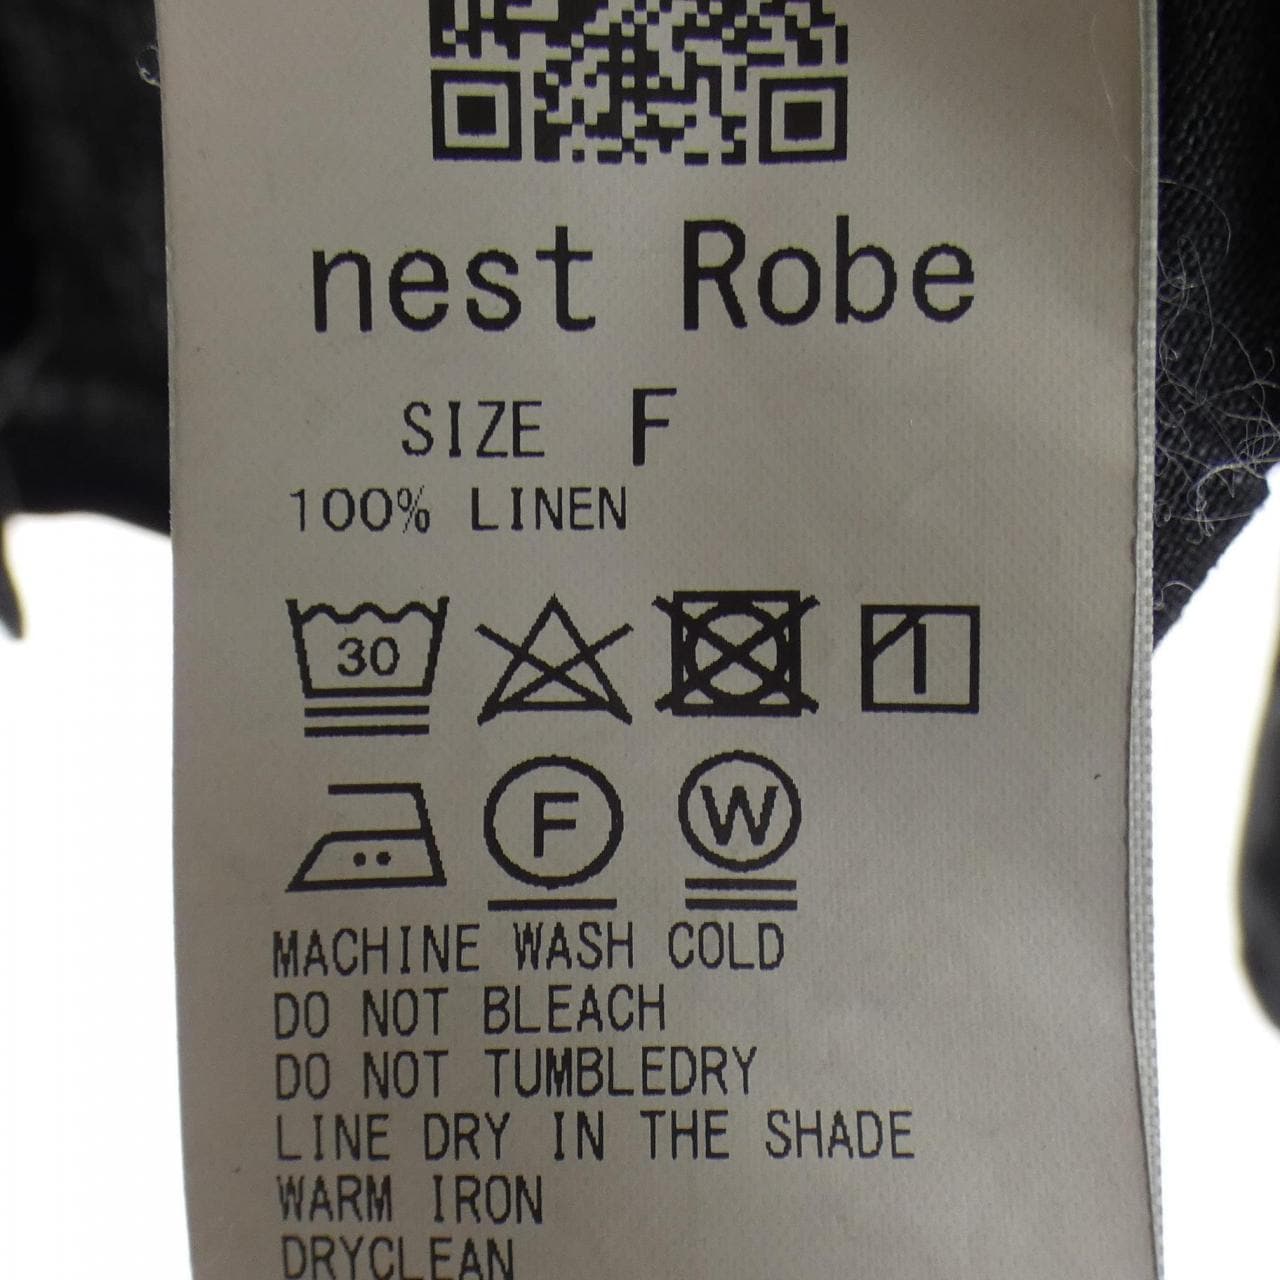 nest Robe
SIZE F
100% LINEN
30
F W
MACHINE WASH COLD
DO NOT BLEACH
DO NOT TUMBLEDRY
LINE DRY IN THE SHADE
WARM IRON
DRYCLEAN